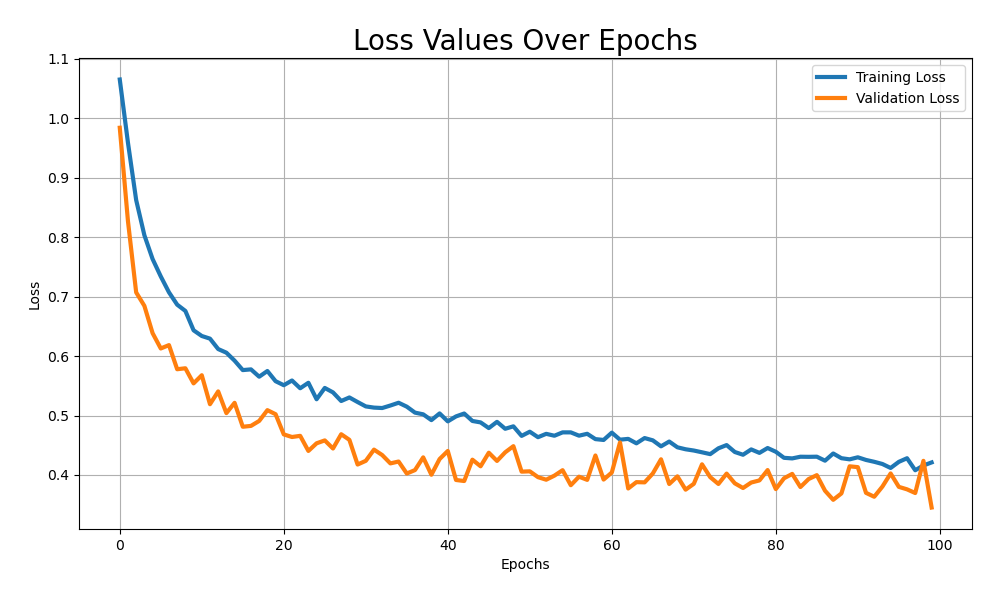 Loss Values Over Epochs
Training Loss
Validation Loss
Loss
1.1
1.0
0.9
0.8
0.7
0.6
0.5
0.4
0 20 40 60 80 100
Epochs